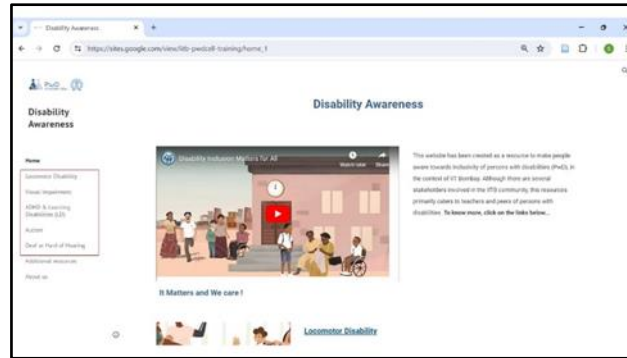 Disability Awareness
https://sites.google.com/view/iitb-pwdcell-training/home_1
PwD
Disability
Awareness
Home
Locomotor Disability
Visual Impairment
ADHD & Learning
Disabilities (LD)
Autism
Deaf or Hard of Hearing
Additional resources
About us
Disability Awareness
Disability Inclusion Matters for All
Watch later
Share
This website has been created as a resource to make people
aware towards inclusivity of persons with disabilities (PwD), in
the context of IIT Bombay. Although there are several
stakeholders involved in the IITB community, this resources
primarily caters to teachers and peers of persons with
disabilities. To know more, click on the links below...
It Matters and We care !
Locomotor Disability